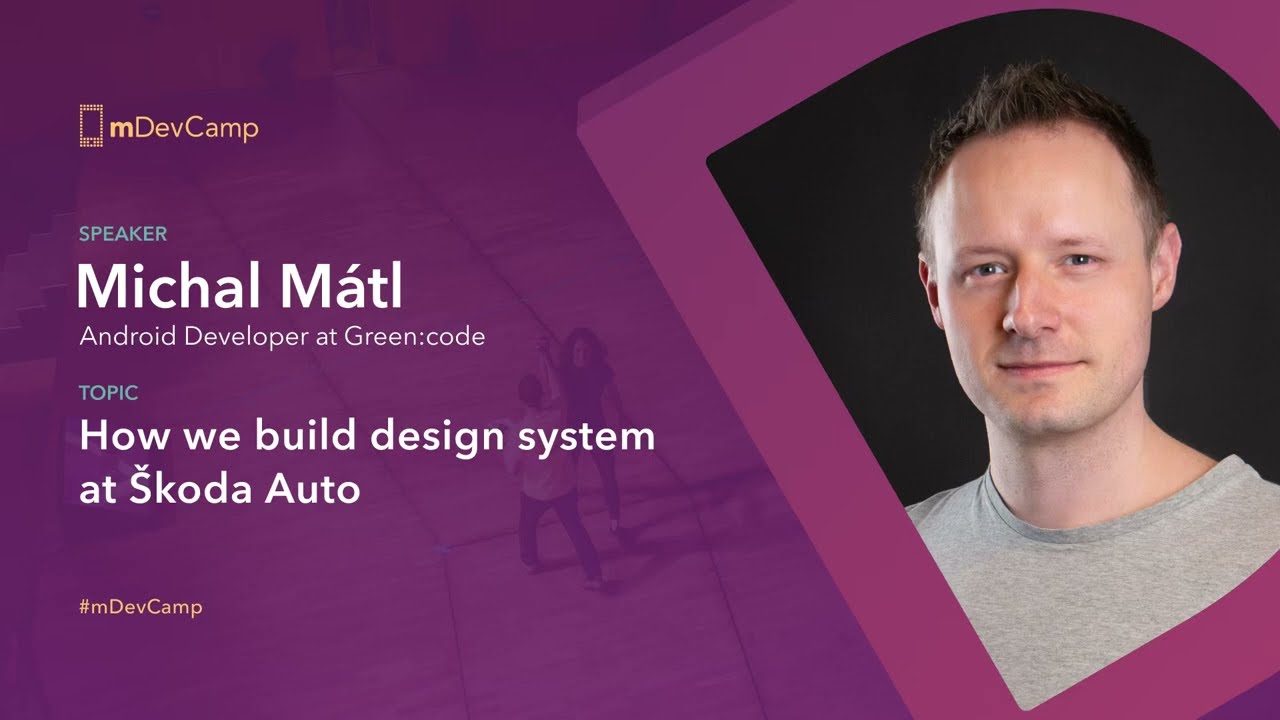 mDevCamp
SPEAKER
Michal Mátl
Android Developer at Green:code
TOPIC
How we build design system
at Škoda Auto
#mDevCamp